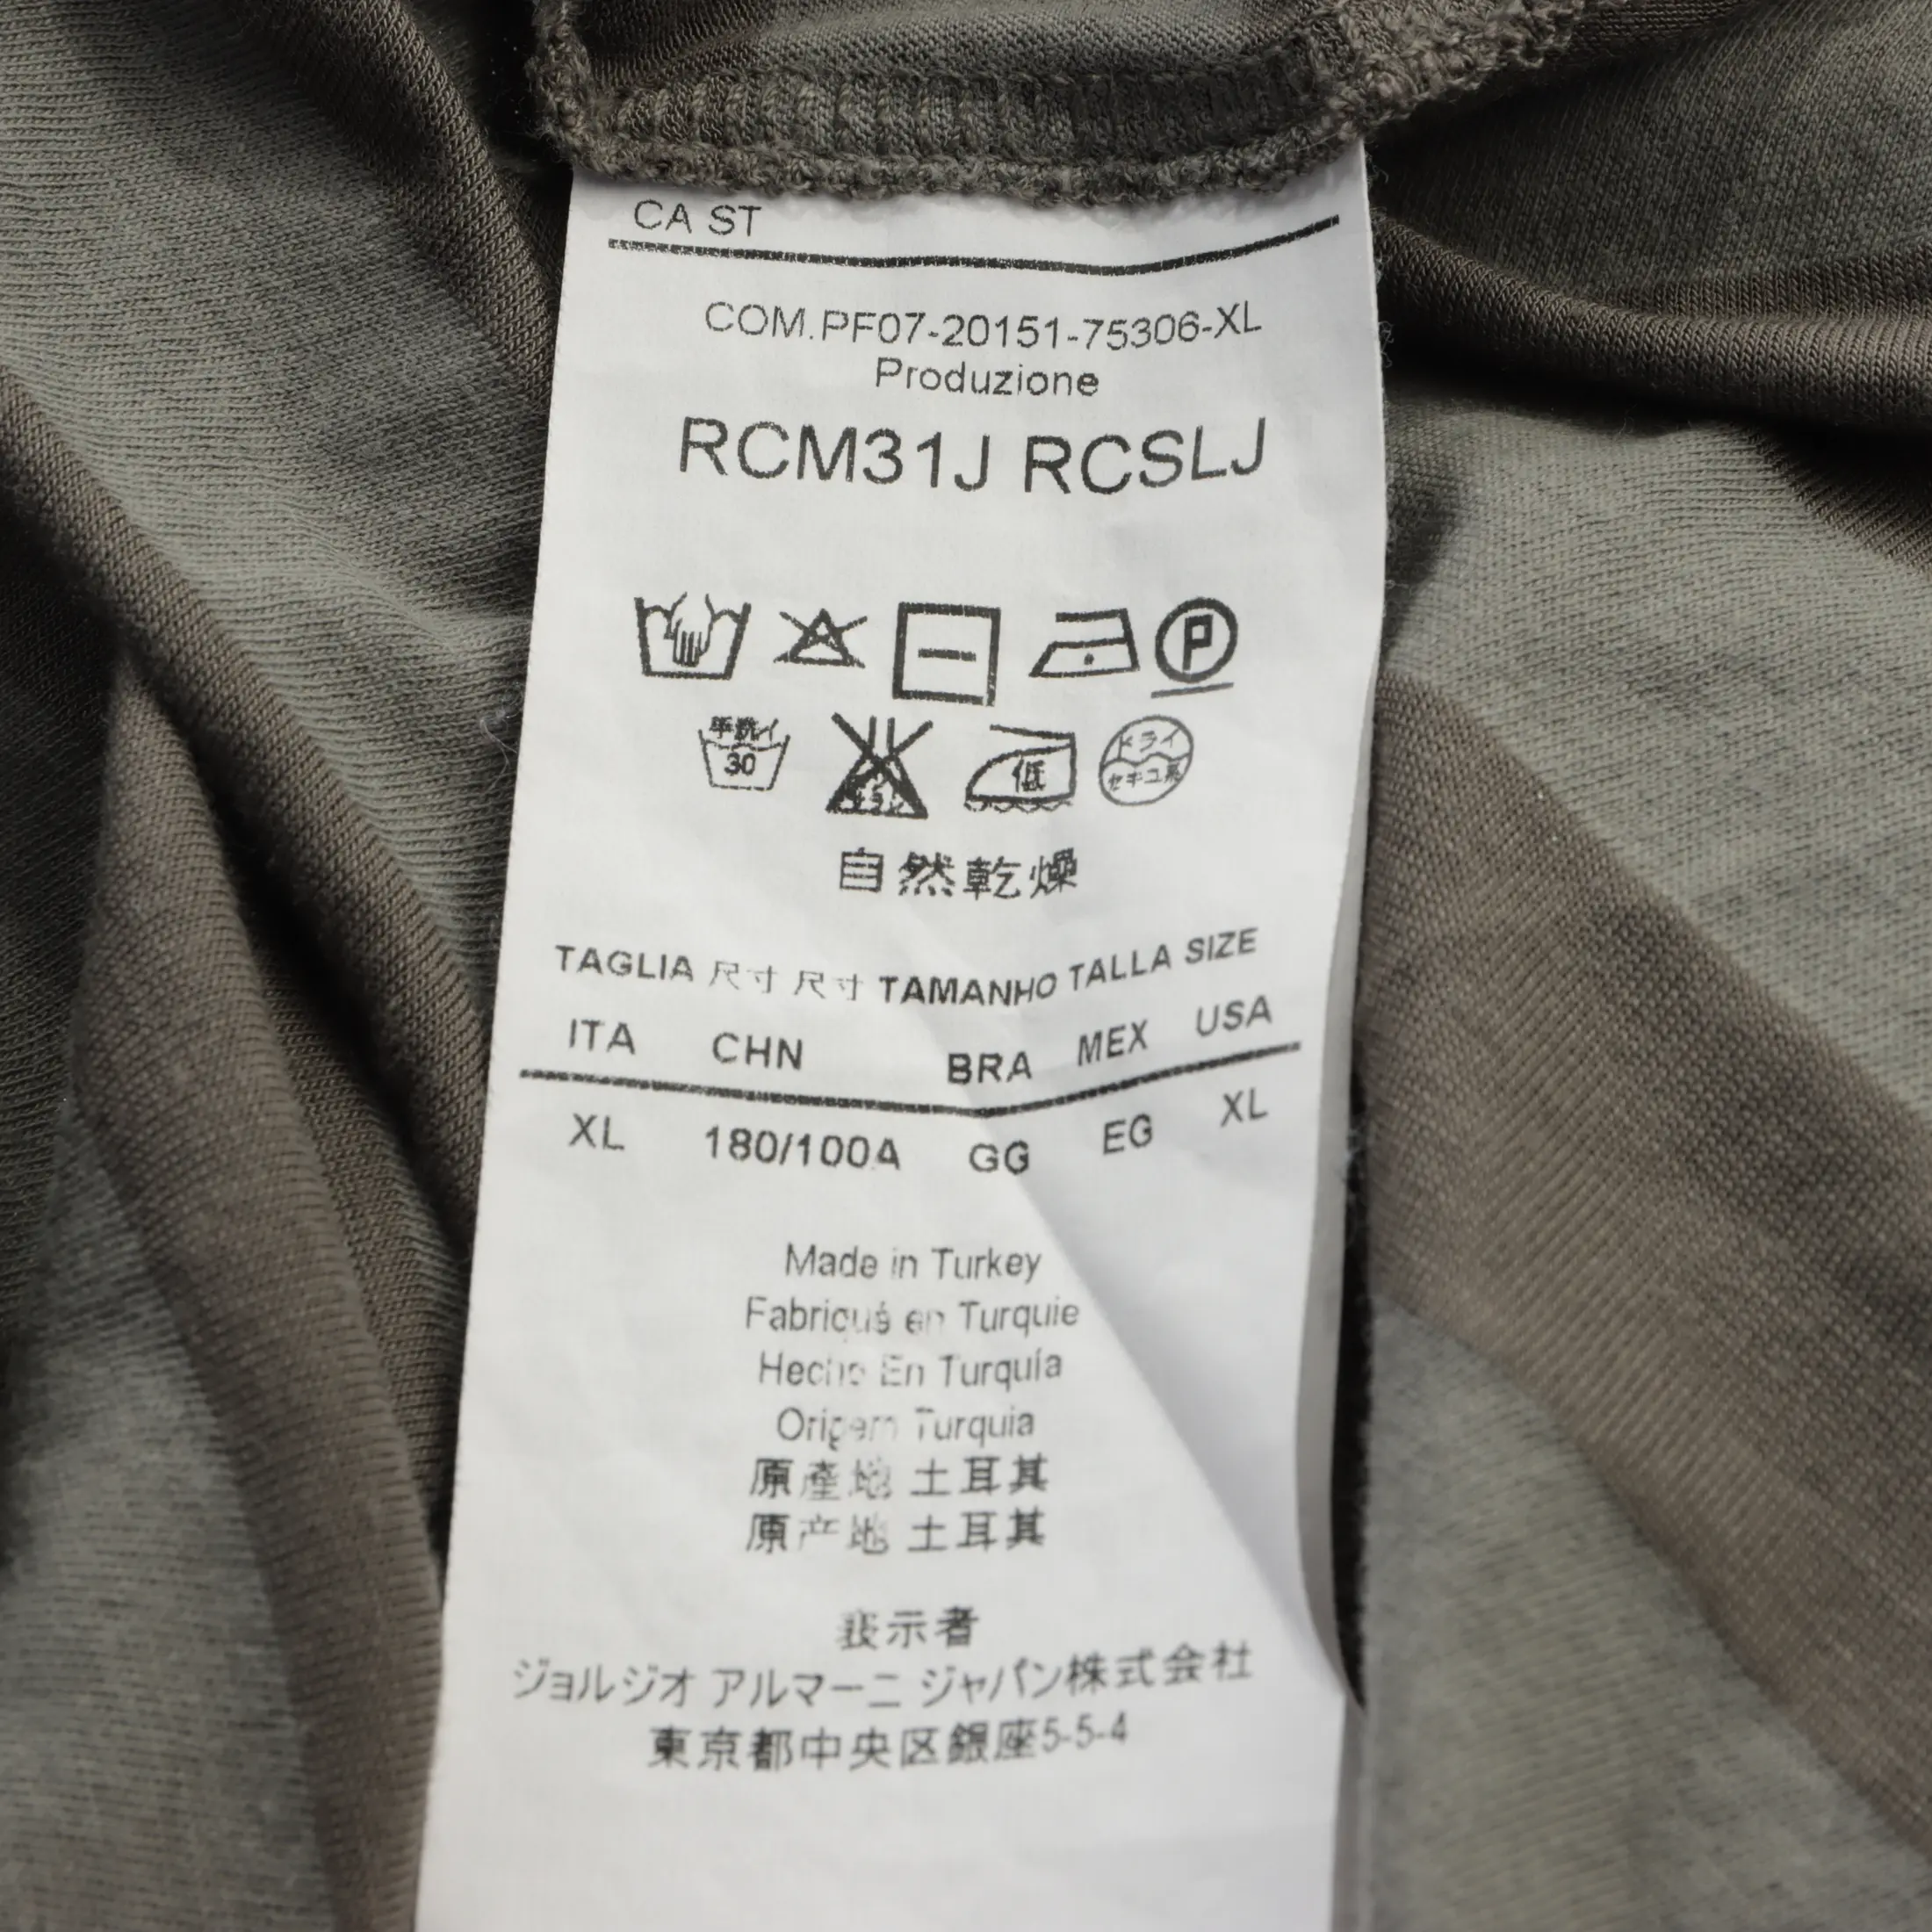 CA ST
COM.PF07-20151-75306-XL
Produzione
RCM31J RCSLJ
P
手洗イ
30
低
ドライ
セキユ系
自然乾燥
TAGLIA 尺寸 尺寸 TAMANHO TALLA SIZE
ITA CHN BRA MEX USA
XL 180/100A GG EG XL
Made in Turkey
Fabriqué en Turquie
Hecho En Turquía
Origem Turquia
原產地 土耳其
原产地 土耳其
表示者
ジョルジオ アルマーニ ジャパン株式会社
東京都中央区銀座5-5-4